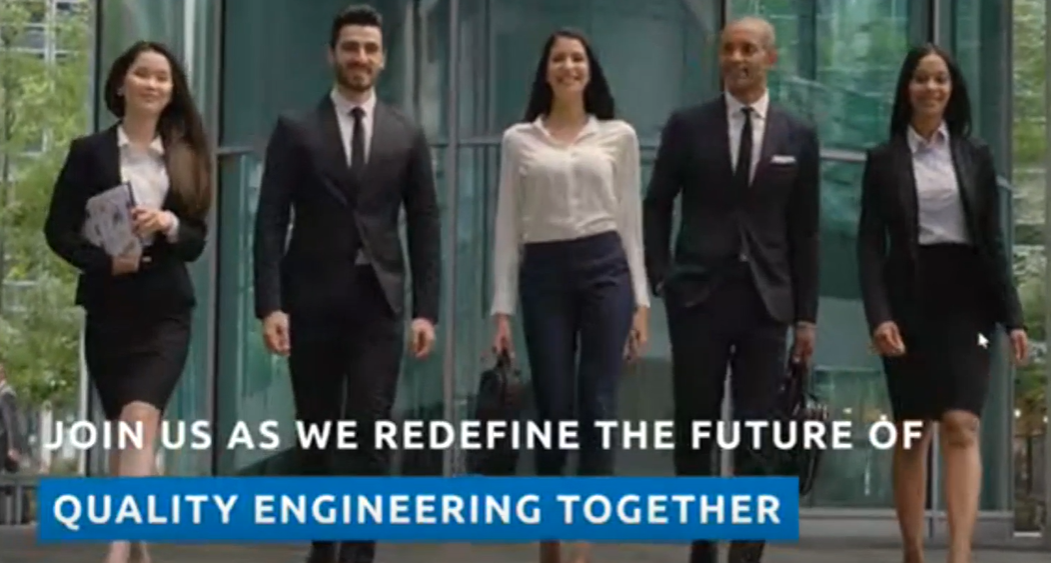 JOIN US AS WE REDEFINE THE FUTURE OF
QUALITY ENGINEERING TOGETHER